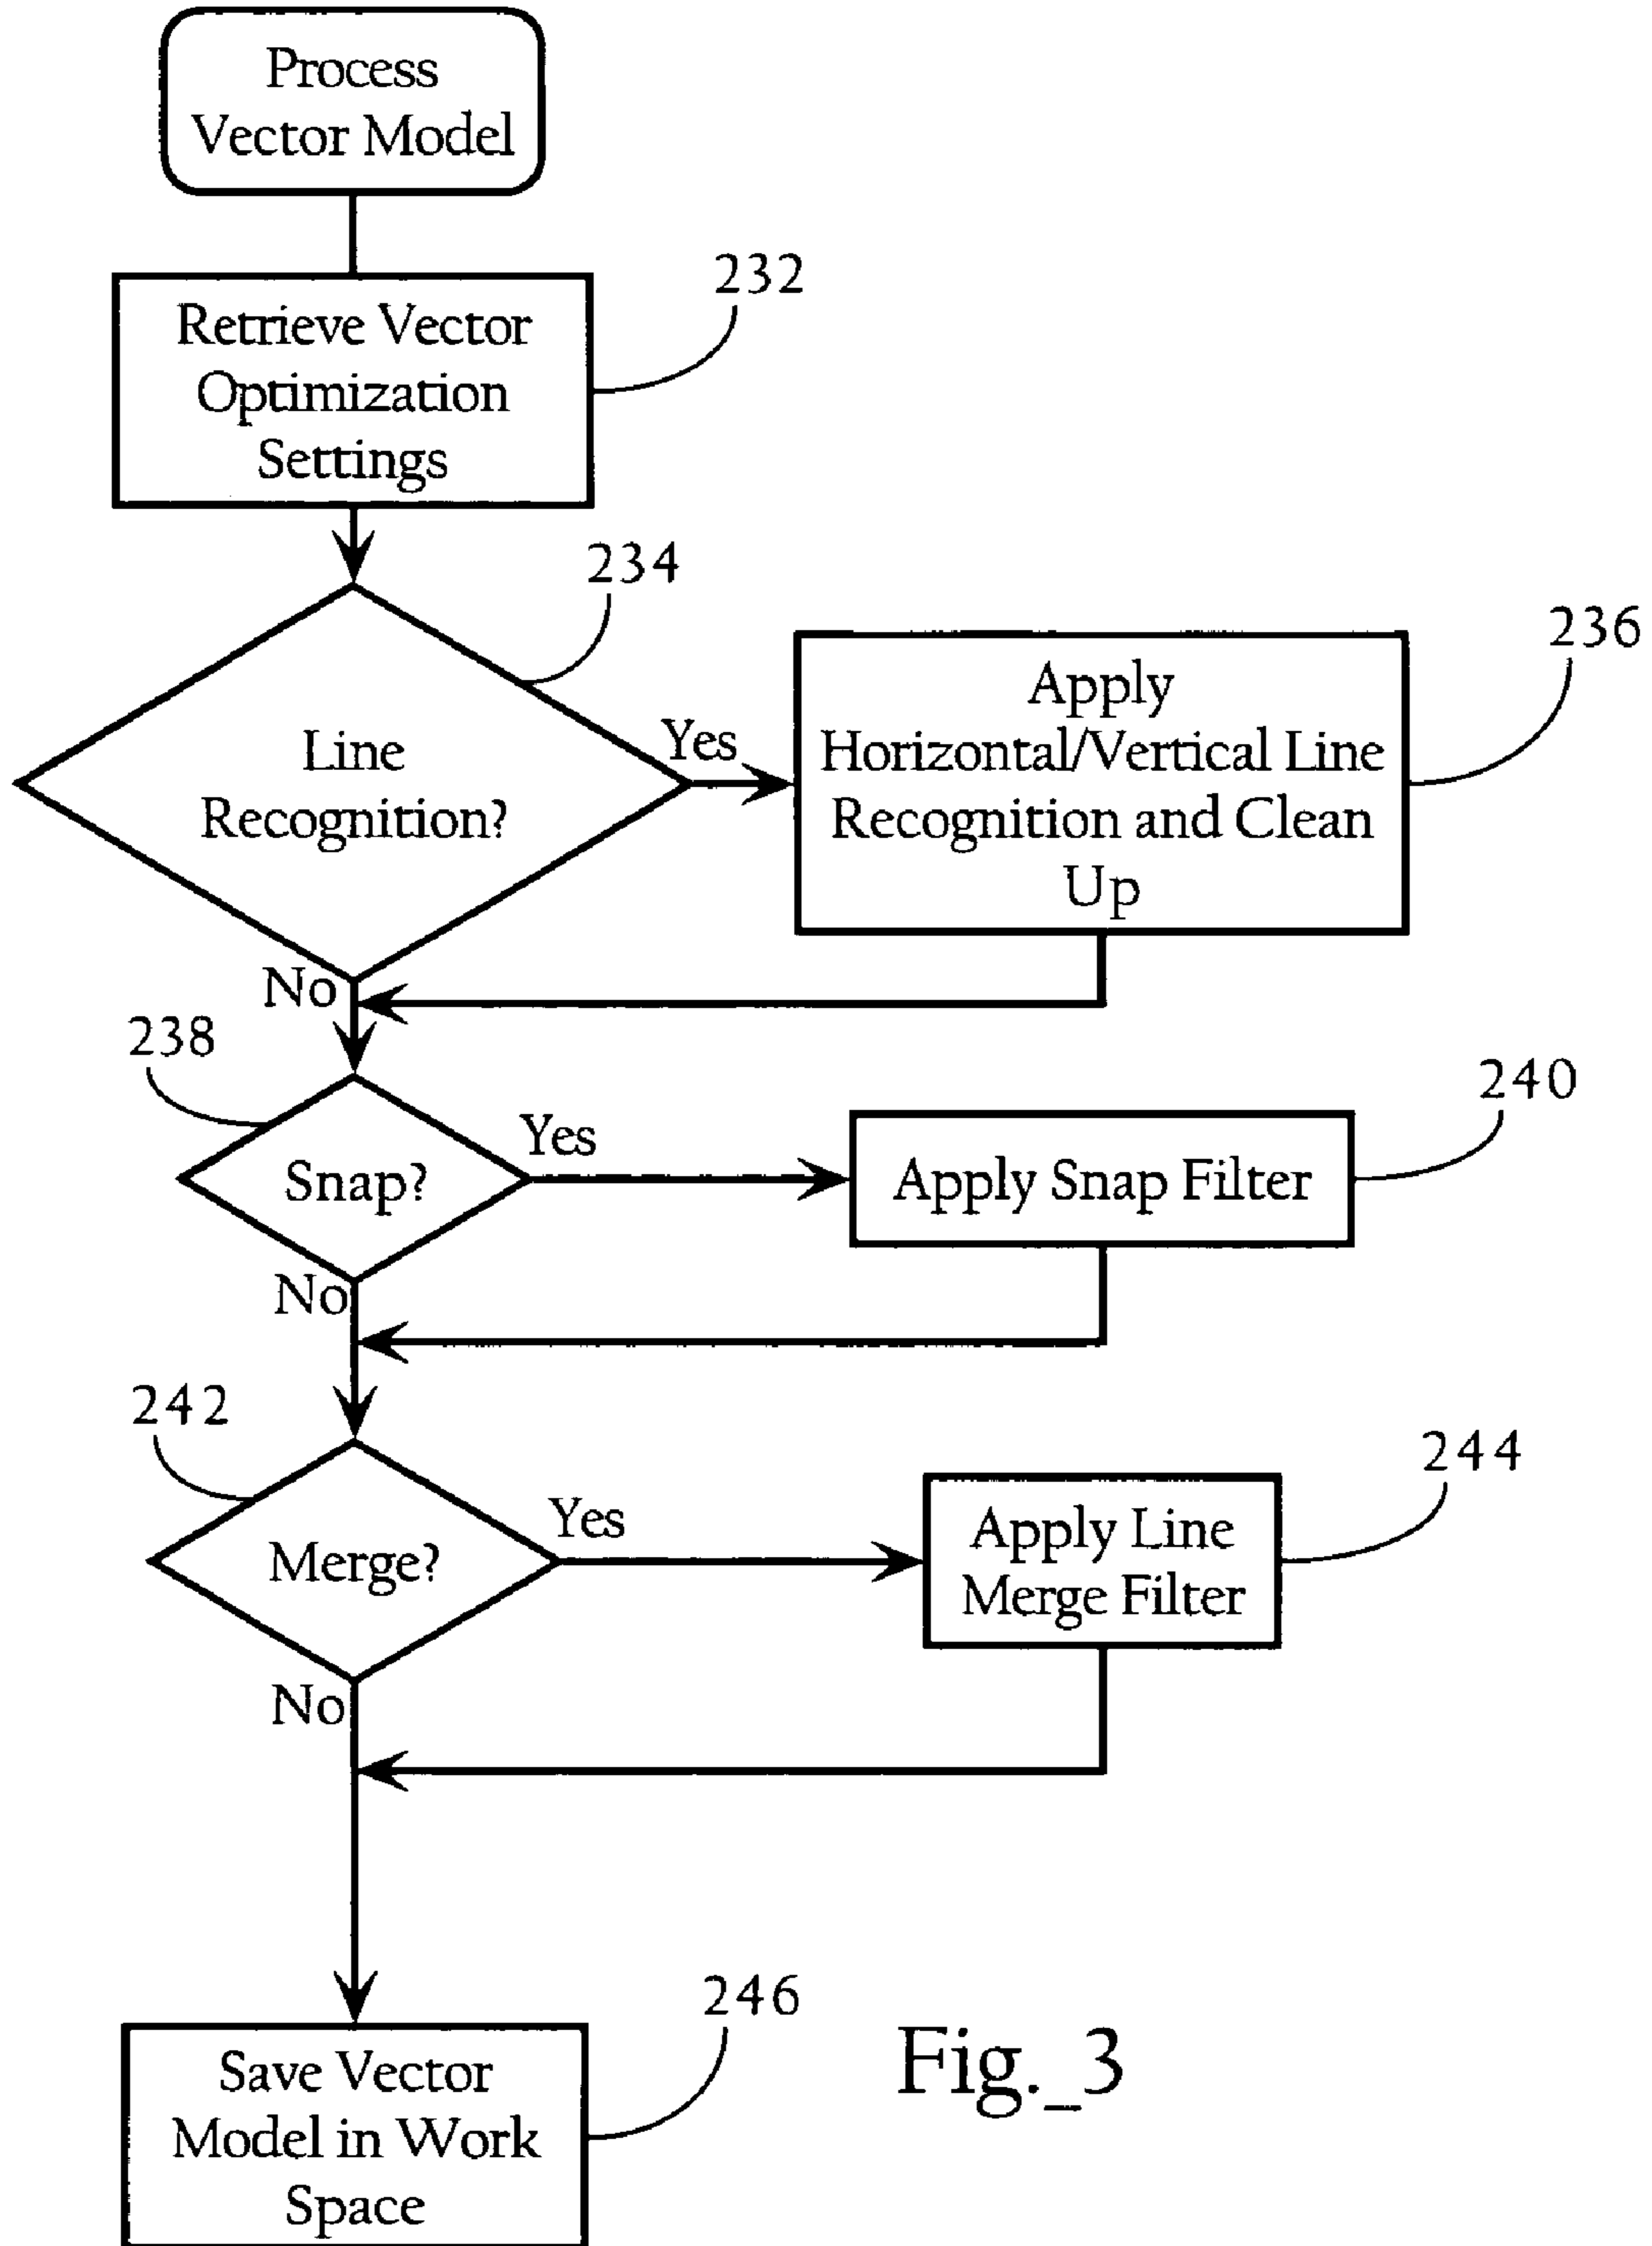 Process
Vector Model
232
Retrieve Vector
Optimization
Settings
234
236
Line
Recognition?
Yes
Apply
Horizontal/Vertical Line
Recognition and Clean
Up
No
238
240
Snap?
Yes
Apply Snap Filter
No
242
244
Merge?
Yes
Apply Line
Merge Filter
No
246
Save Vector
Model in Work
Space
Fig._3